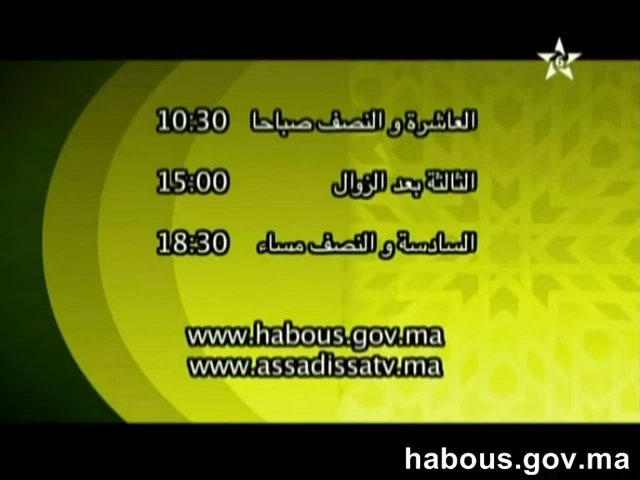 العاشرة و النصف صباحا 10:30
الثالثة بعد الزوال 15:00
السادسة و النصف مساء 18:30
www.habous.gov.ma
www.assadissatv.ma
habous.gov.ma
6